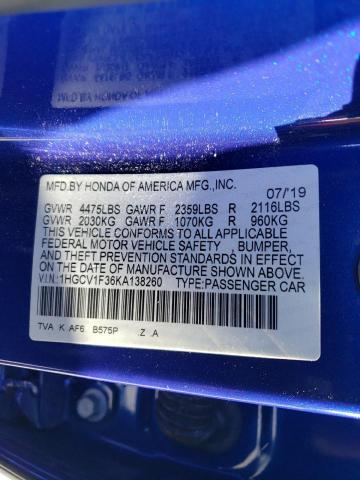 MFD.BY HONDA OF AMERICA MFG.,INC. 07/'19
GVWR 4475LBS GAWR F 2359LBS R 2116LBS
GVWR 2030KG GAWR F 1070KG R 960KG
THIS VEHICLE CONFORMS TO ALL APPLICABLE
FEDERAL MOTOR VEHICLE SAFETY , BUMPER,
AND THEFT PREVENTION STANDARDS IN EFFECT
ON THE DATE OF MANUFACTURE SHOWN ABOVE.
V.I.N.:1HGCV1F36KA138260 TYPE:PASSENGER CAR
TVA K AF6 B575P .Z .A